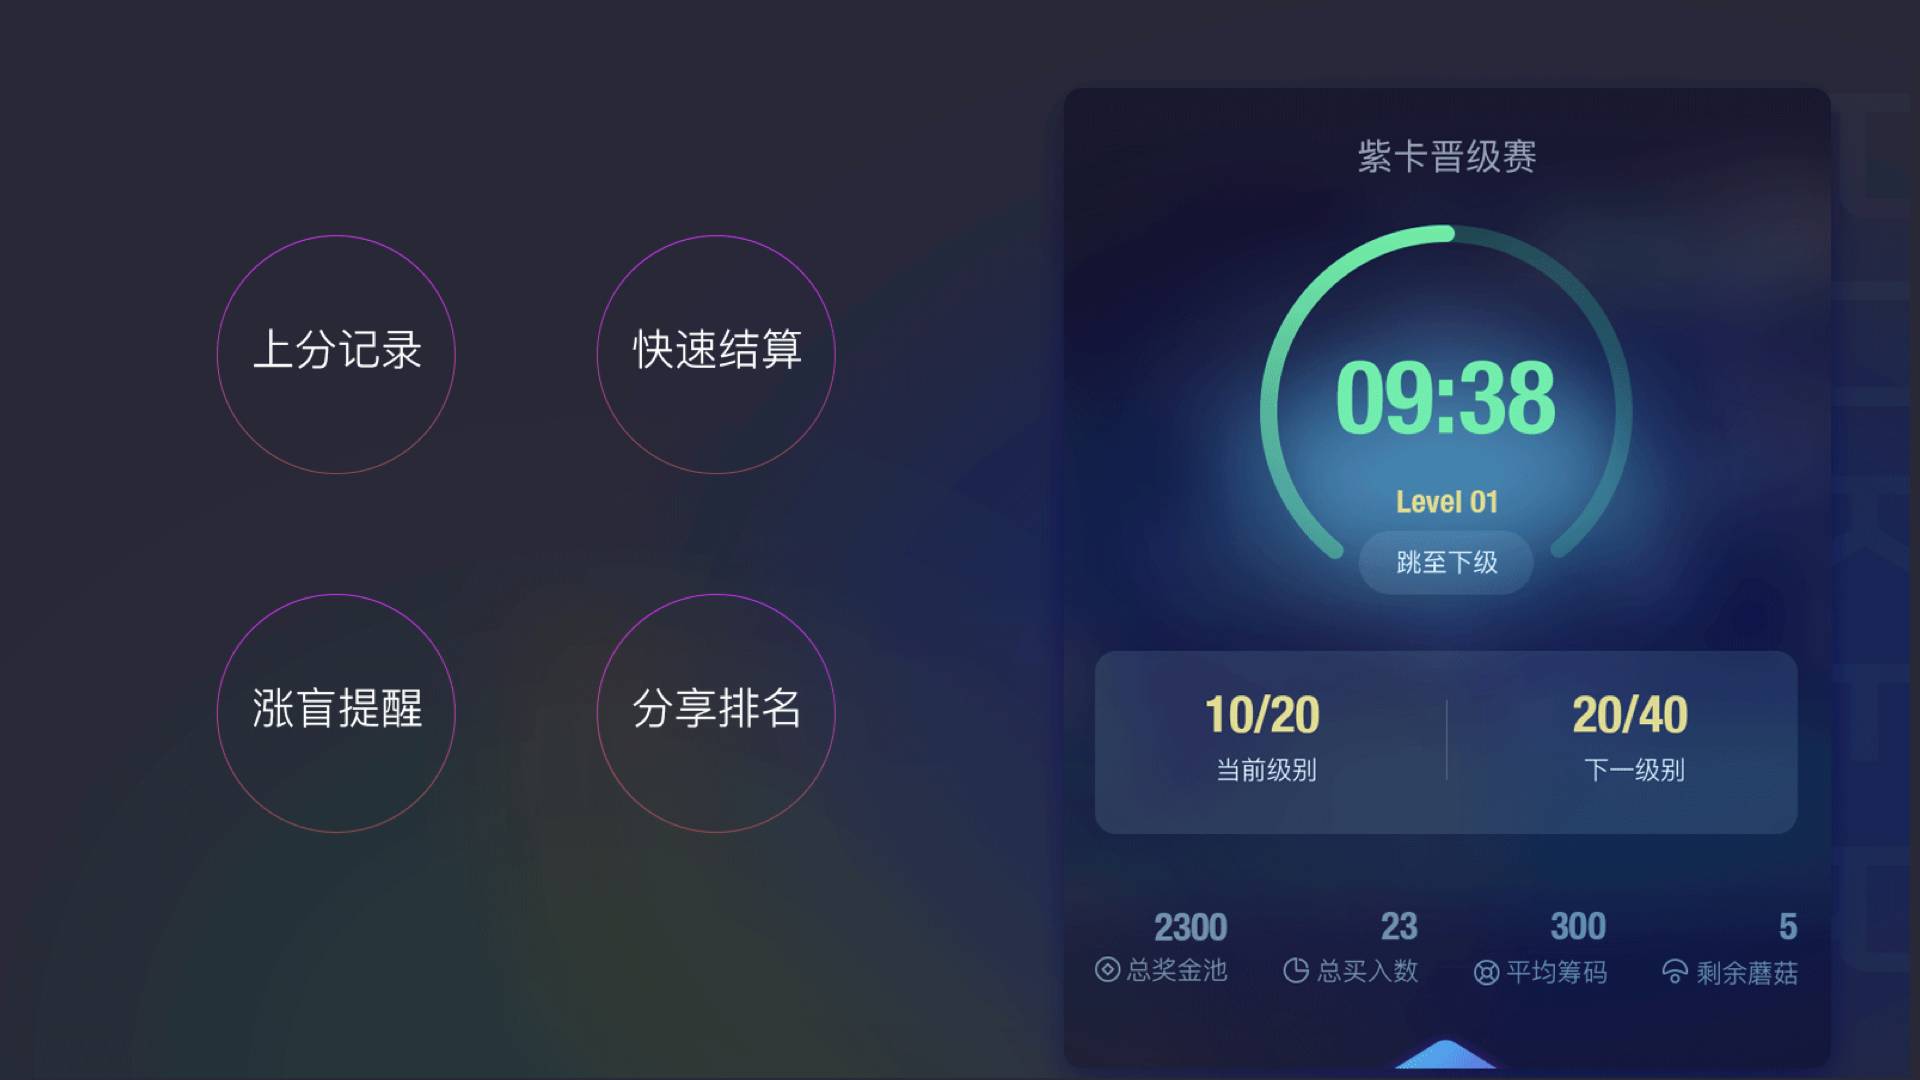 上分记录
快速结算
涨盲提醒
分享排名
紫卡晋级赛
09:38
Level 01
跳至下级
10/20
当前级别
20/40
下一级别
2300
总奖金池
23
总买入数
300
平均筹码
5
剩余蘑菇